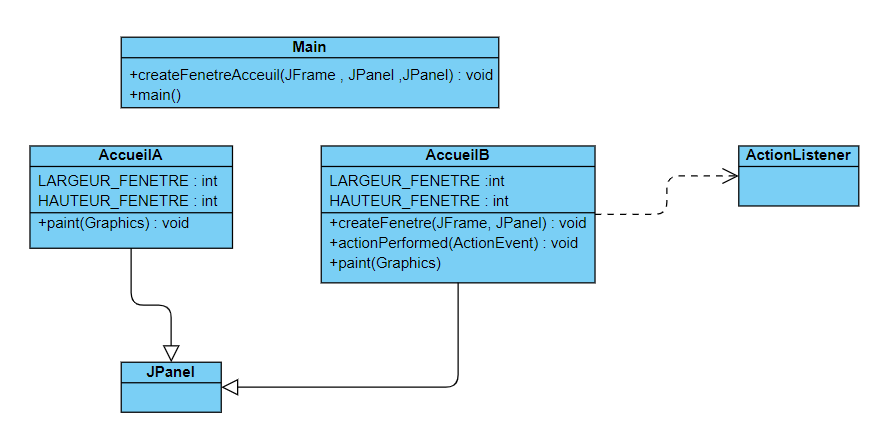 Main
+createFenetreAcceuil(JFrame , JPanel ,JPanel) : void
+main()
AccueilA
LARGEUR_FENETRE : int
HAUTEUR_FENETRE : int
+paint(Graphics) : void
AccueilB
LARGEUR_FENETRE :int
HAUTEUR_FENETRE : int
+createFenetre(JFrame, JPanel) : void
+actionPerformed(ActionEvent) : void
+paint(Graphics)
ActionListener
JPanel